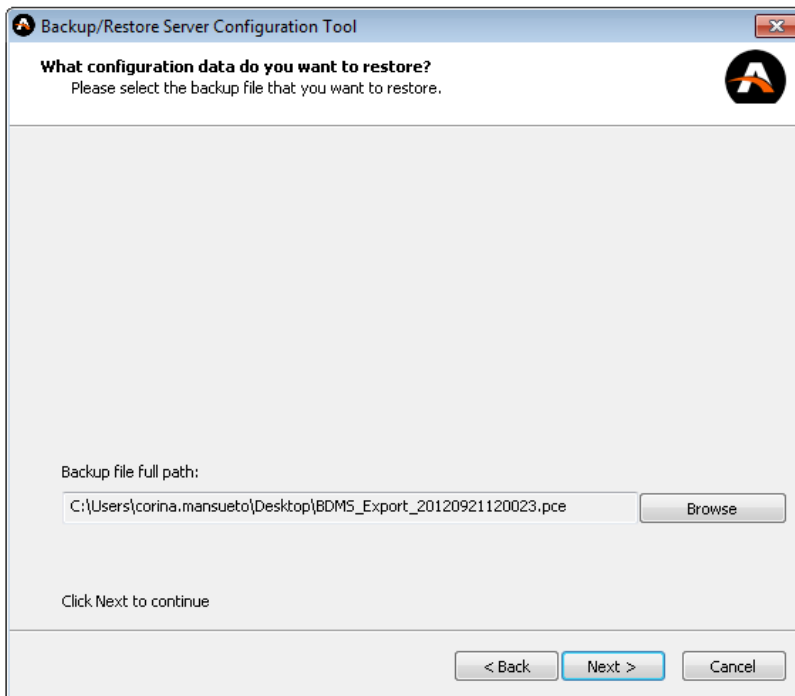 Backup/Restore Server Configuration Tool
What configuration data do you want to restore?
Please select the backup file that you want to restore.
Backup file full path:
C:\Users\corina.mansueto\Desktop\BDMS_Export_20120921120023.pce
Browse
Click Next to continue
< Back Next > Cancel